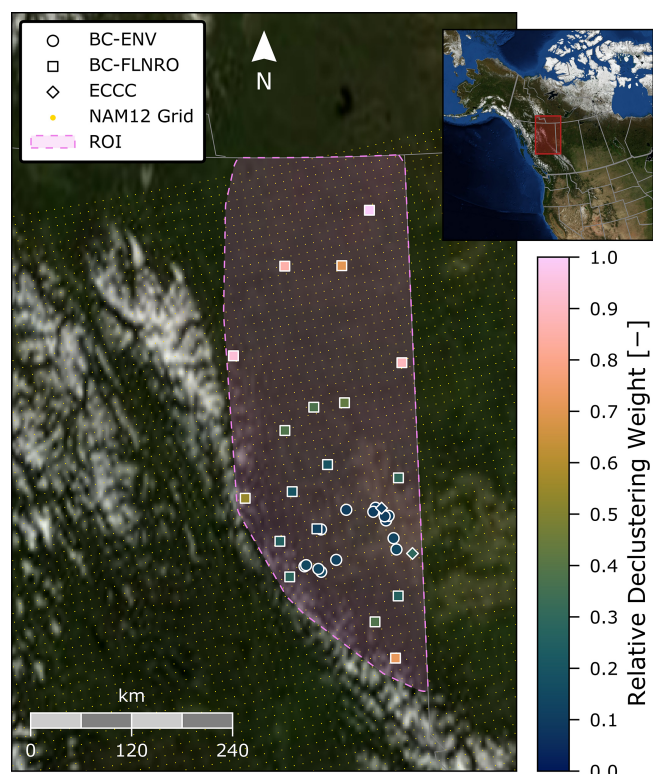 BC-ENV
BC-FLNRO
ECCC
NAM12 Grid
ROI
N
km
0 120 240
1.0
0.9
0.8
0.7
0.6
0.5
0.4
0.3
0.2
0.1
0.0
Relative Declustering Weight [−]